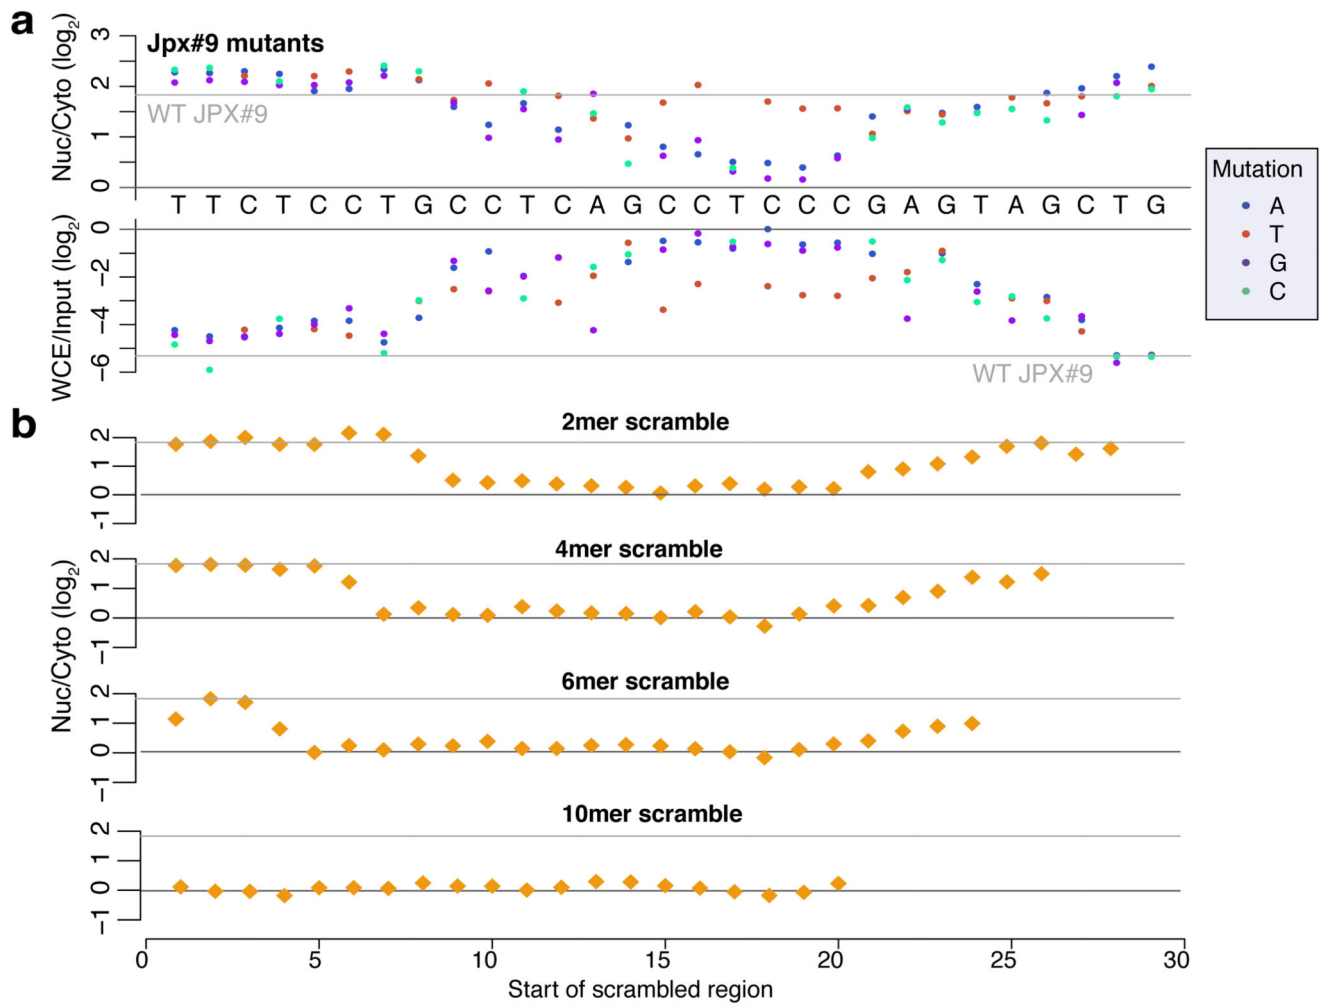 a
Jpx#9 mutants
Nuc/Cyto (log2)
3
2
1
0
WT JPX#9
T T C T C C T G C C T C A G C C T C C C G A G T A G C T G
WCE/Input (log2)
0
-2
-4
-6
WT JPX#9
Mutation
A
T
G
C
b
2mer scramble
2
1
0
-1
4mer scramble
2
1
0
-1
Nuc/Cyto (log2)
6mer scramble
2
1
0
-1
10mer scramble
2
1
0
-1
0 5 10 15 20 25 30
Start of scrambled region